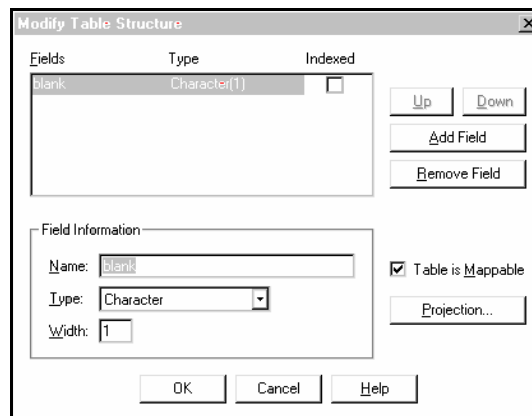 Modify Table Structure
Fields Type Indexed
blank Character(1)
Up Down
Add Field
Remove Field
Field Information
Name: blank
Table is Mappable
Type: Character
Projection...
Width: 1
OK Cancel Help